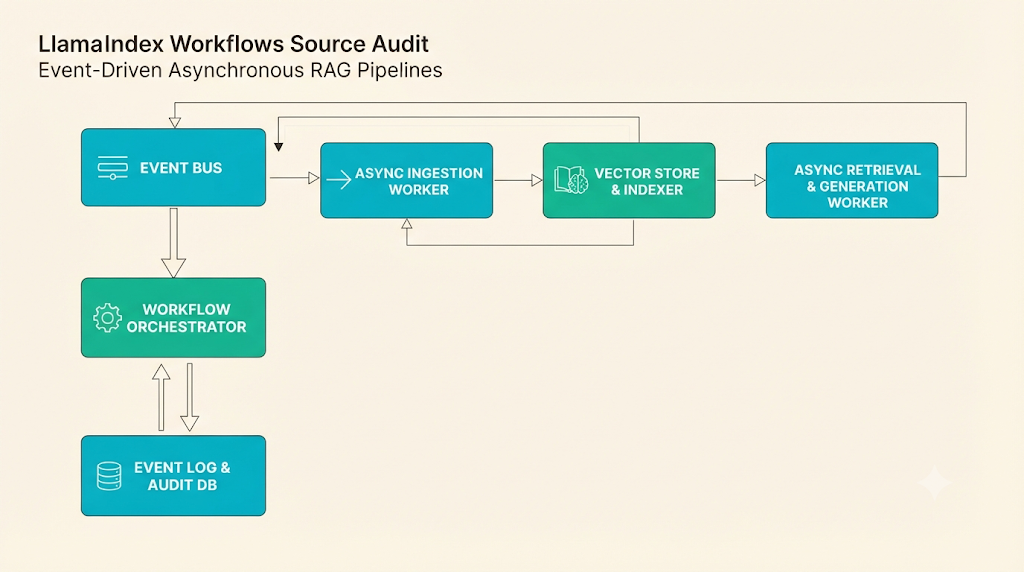 LlamaIndex Workflows Source Audit
Event-Driven Asynchronous RAG Pipelines
EVENT BUS
ASYNC INGESTION
WORKER
VECTOR STORE
& INDEXER
ASYNC RETRIEVAL
& GENERATION
WORKER
WORKFLOW
ORCHESTRATOR
EVENT LOG &
AUDIT DB